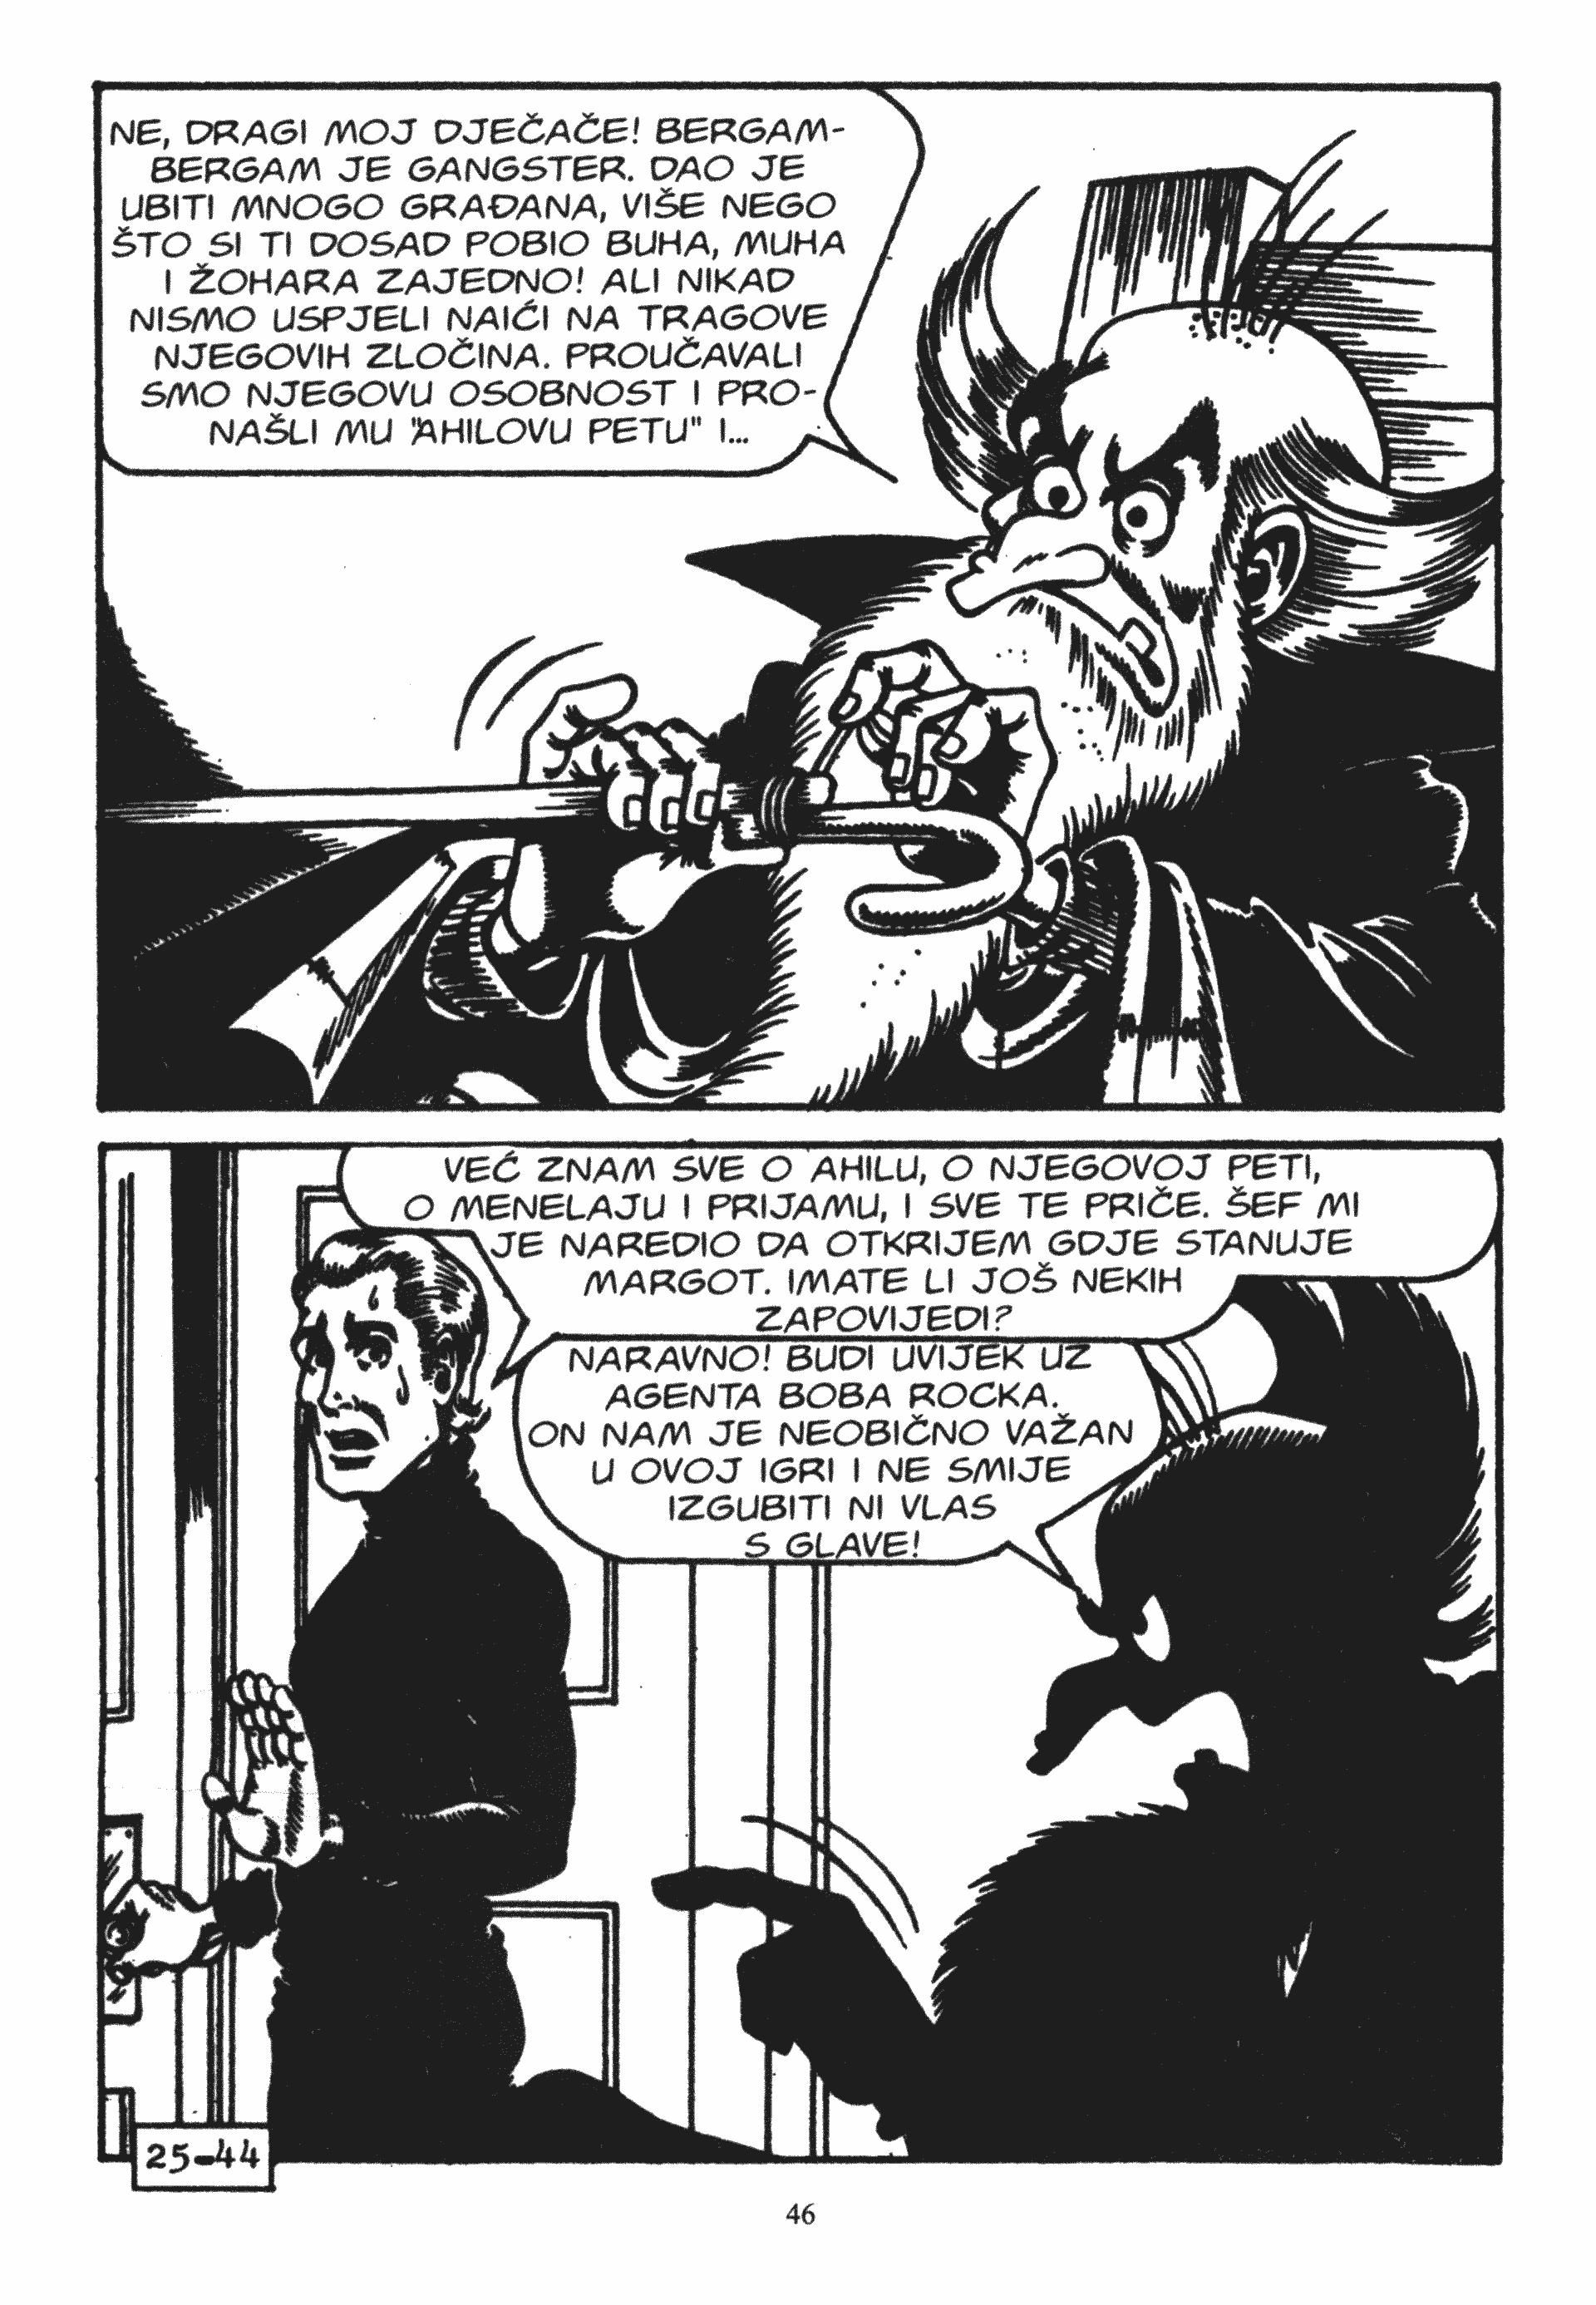 NE, DRAGI MOJ DJEČAČE! BERGAM-
BERGAM JE GANGSTER. DAO JE
UBITI MNOGO GRAĐANA, VIŠE NEGO
ŠTO SI TI DOSAD POBIO BUHA, MUHA
I ŽOHARA ZAJEDNO! ALI NIKAD
NISMO USPJELI NAIĆI NA TRAGOVE
NJEGOVIH ZLOČINA. PROUČAVALI
SMO NJEGOVU OSOBNOST I PRO-
NAŠLI MU "AHILOVU PETU" I...
VEĆ ZNAM SVE O AHILU, O NJEGOVOJ PETI,
O MENELAJU I PRIJAMU, I SVE TE PRIČE. ŠEF MI
JE NAREDIO DA OTKRIJEM GDJE STANUJE
MARGOT. IMATE LI JOŠ NEKIH
ZAPOVIJEDI?
NARAVNO! BUDI UVIJEK UZ
AGENTA BOBA ROCKA.
ON NAM JE NEOBIČNO VAŽAN
U OVOJ IGRI I NE SMIJE
IZGUBITI NI VLAS
S GLAVE!
25-44
46